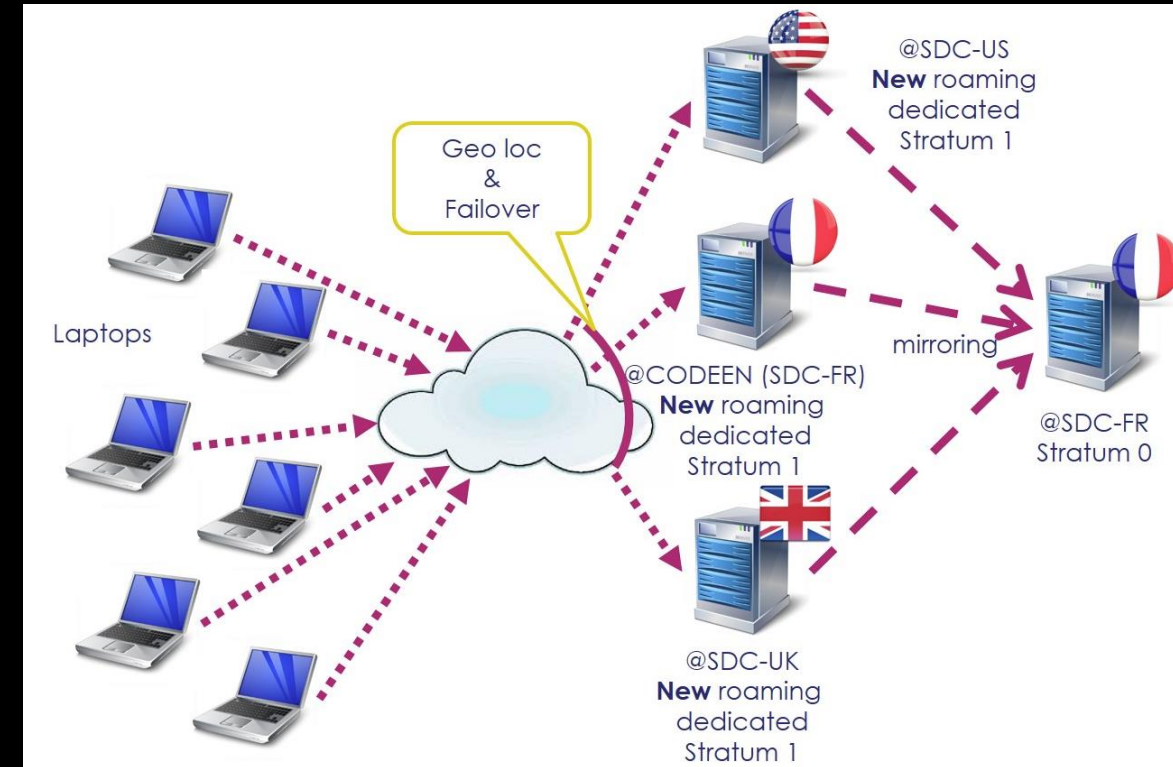 @SDC-US
New roaming
dedicated
Stratum 1
Geo loc
&
Failover
Laptops
mirroring
@CODEEN (SDC-FR)
New roaming
dedicated
Stratum 1
@SDC-FR
Stratum 0
@SDC-UK
New roaming
dedicated
Stratum 1